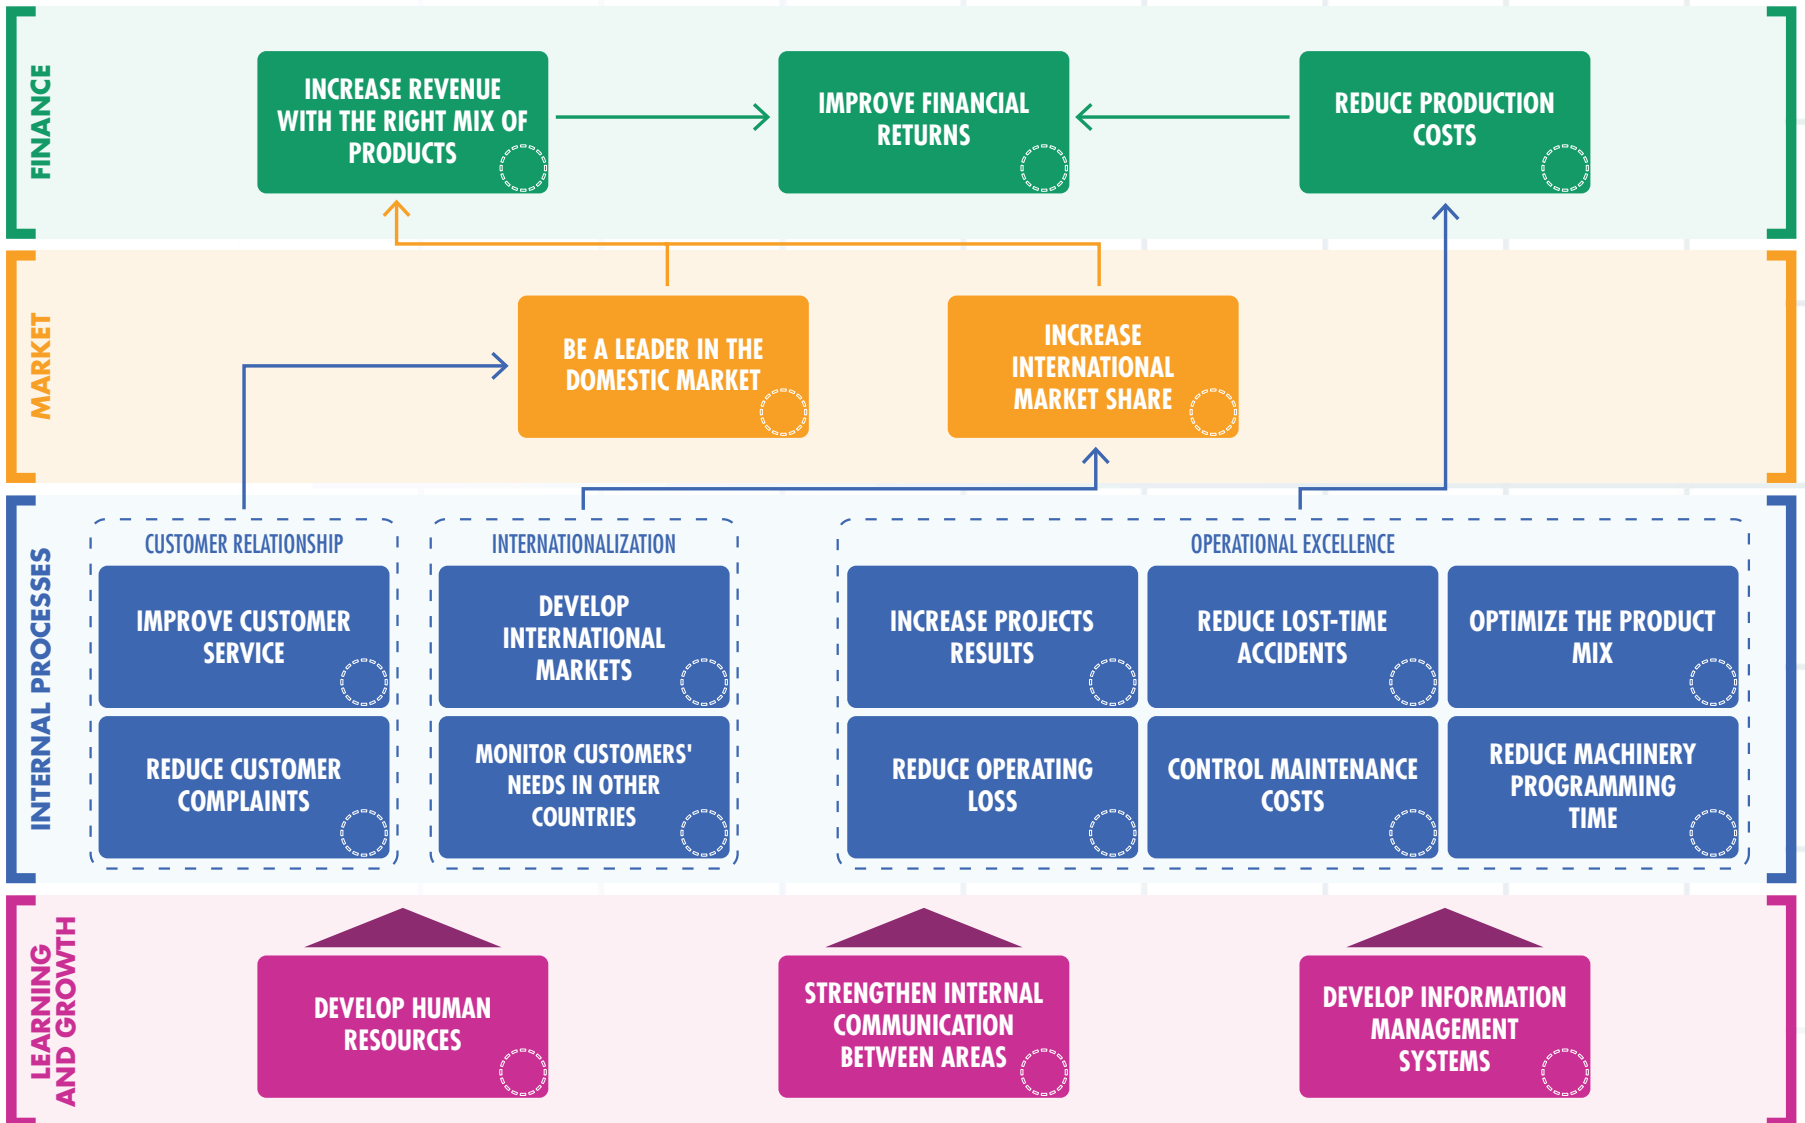 FINANCE
INCREASE REVENUE
WITH THE RIGHT MIX OF
PRODUCTS
IMPROVE FINANCIAL
RETURNS
REDUCE PRODUCTION
COSTS
MARKET
BE A LEADER IN THE
DOMESTIC MARKET
INCREASE
INTERNATIONAL
MARKET SHARE
INTERNAL PROCESSES
CUSTOMER RELATIONSHIP
IMPROVE CUSTOMER
SERVICE
REDUCE CUSTOMER
COMPLAINTS
INTERNATIONALIZATION
DEVELOP
INTERNATIONAL
MARKETS
MONITOR CUSTOMERS'
NEEDS IN OTHER
COUNTRIES
OPERATIONAL EXCELLENCE
INCREASE PROJECTS
RESULTS
REDUCE LOST-TIME
ACCIDENTS
OPTIMIZE THE PRODUCT
MIX
REDUCE OPERATING
LOSS
CONTROL MAINTENANCE
COSTS
REDUCE MACHINERY
PROGRAMMING
TIME
LEARNING
AND GROWTH
DEVELOP HUMAN
RESOURCES
STRENGTHEN INTERNAL
COMMUNICATION
BETWEEN AREAS
DEVELOP INFORMATION
MANAGEMENT
SYSTEMS